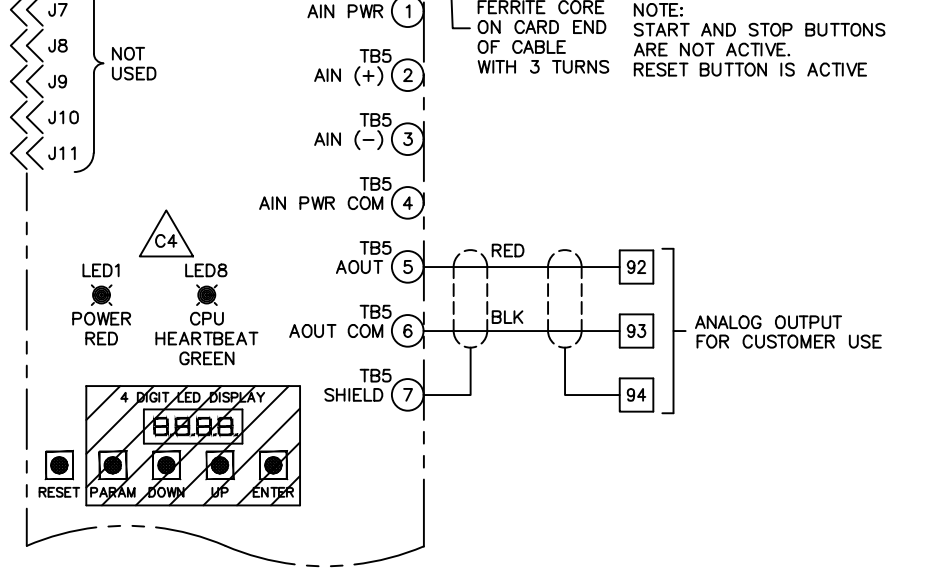 J7
J8
J9
J10
J11
NOT
USED
AIN PWR 1
TB5
AIN (+) 2
TB5
AIN (−) 3
TB5
AIN PWR COM 4
TB5
AOUT 5
TB5
AOUT COM 6
TB5
SHIELD 7
FERRITE CORE
ON CARD END
OF CABLE
WITH 3 TURNS
NOTE:
START AND STOP BUTTONS
ARE NOT ACTIVE.
RESET BUTTON IS ACTIVE
C4
LED1
POWER
RED
LED8
CPU
HEARTBEAT
GREEN
RED
BLK
92
93
94
ANALOG OUTPUT
FOR CUSTOMER USE
4 DIGIT LED DISPLAY
8.8.8.8.
RESET
PARAM
DOWN
UP
ENTER